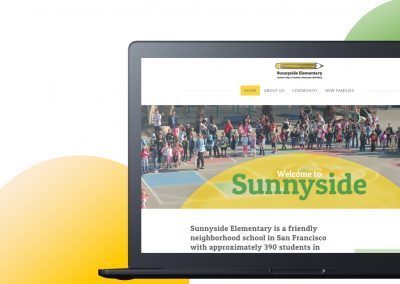 Sunnyside Elementary
HOME ABOUT US COMMUNITY NEW FAMILIES
Welcome to
Sunnyside
Sunnyside Elementary is a friendly
neighborhood school in San Francisco
with approximately 390 students in